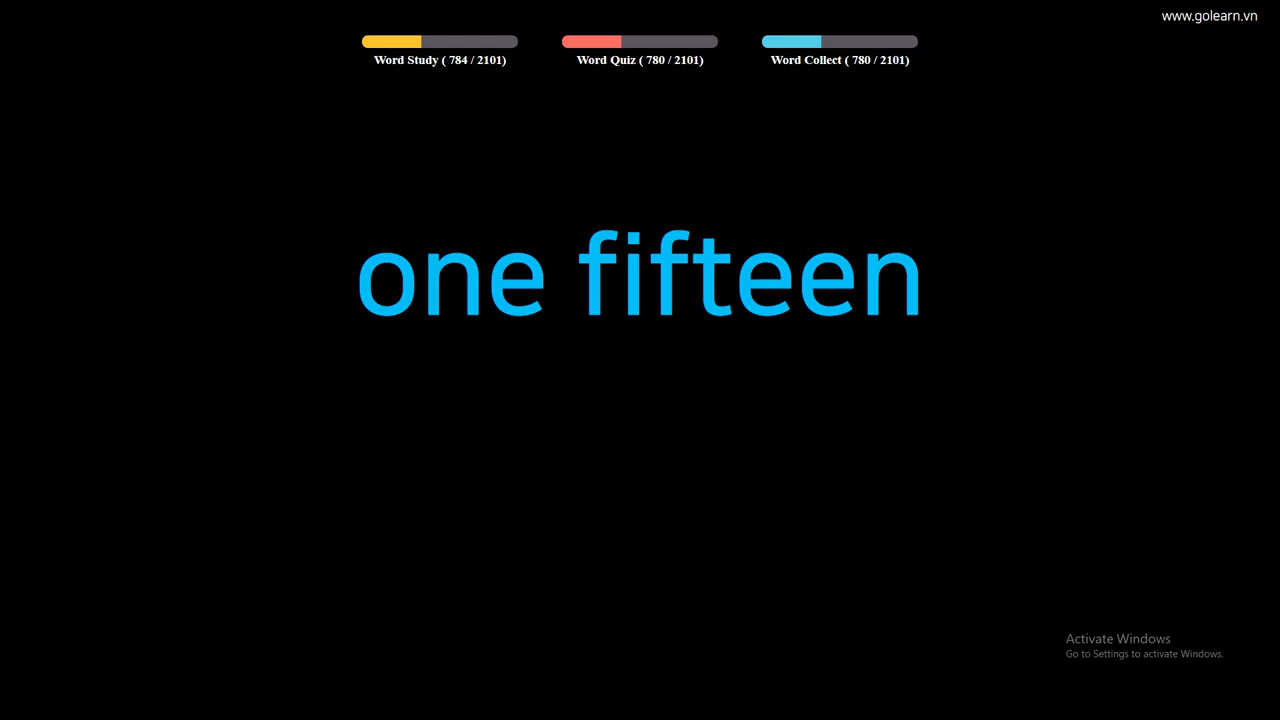 www.golearn.vn
Word Study ( 784 / 2101)
Word Quiz ( 780 / 2101)
Word Collect ( 780 / 2101)
one fifteen
Activate Windows
Go to Settings to activate Windows.